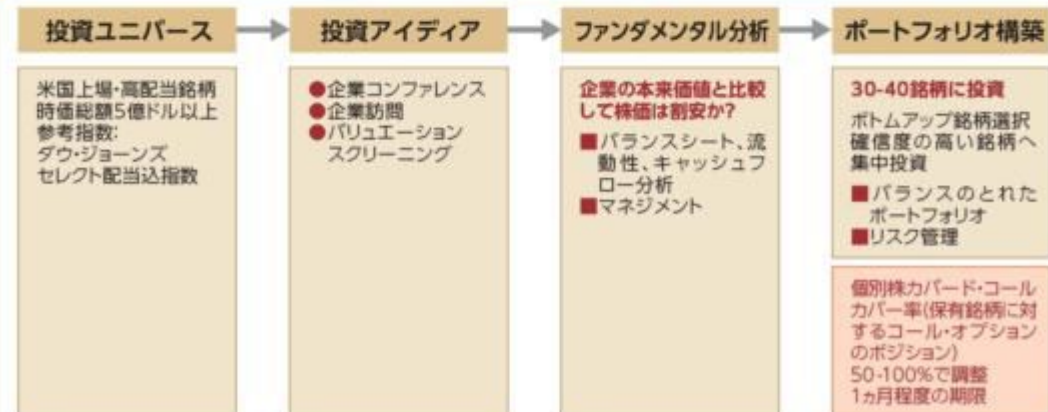 投資ユニバース
投資アイディア
ファンダメンタル分析
ポートフォリオ構築
米国上場・高配当銘柄
時価総額5億ドル以上
参考指数:
ダウ・ジョーンズ
セレクト配当込指数
●企業コンファレンス
●企業訪問
●バリュエーション
スクリーニング
企業の本来価値と比較
して株価は割安か?
■バランスシート、流
動性、キャッシュフ
ロー分析
■マネジメント
30-40銘柄に投資
ボトムアップ銘柄選択
確信度の高い銘柄へ
集中投資
■バランスのとれた
ポートフォリオ
■リスク管理
個別株カバード・コール
カバー率(保有銘柄に対
するコール・オプション
のポジション)
50-100%で調整
1ヵ月程度の期限